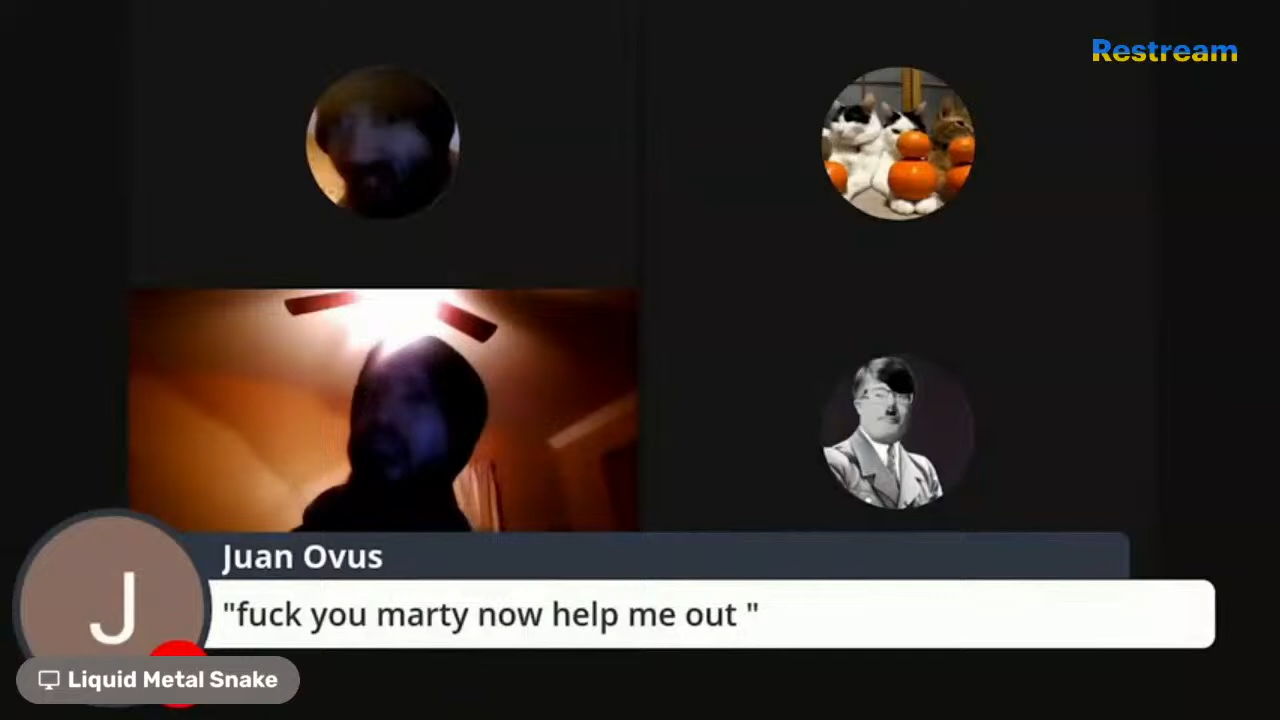 Restream
Juan Ovus
"fuck you marty now help me out "
J
Liquid Metal Snake